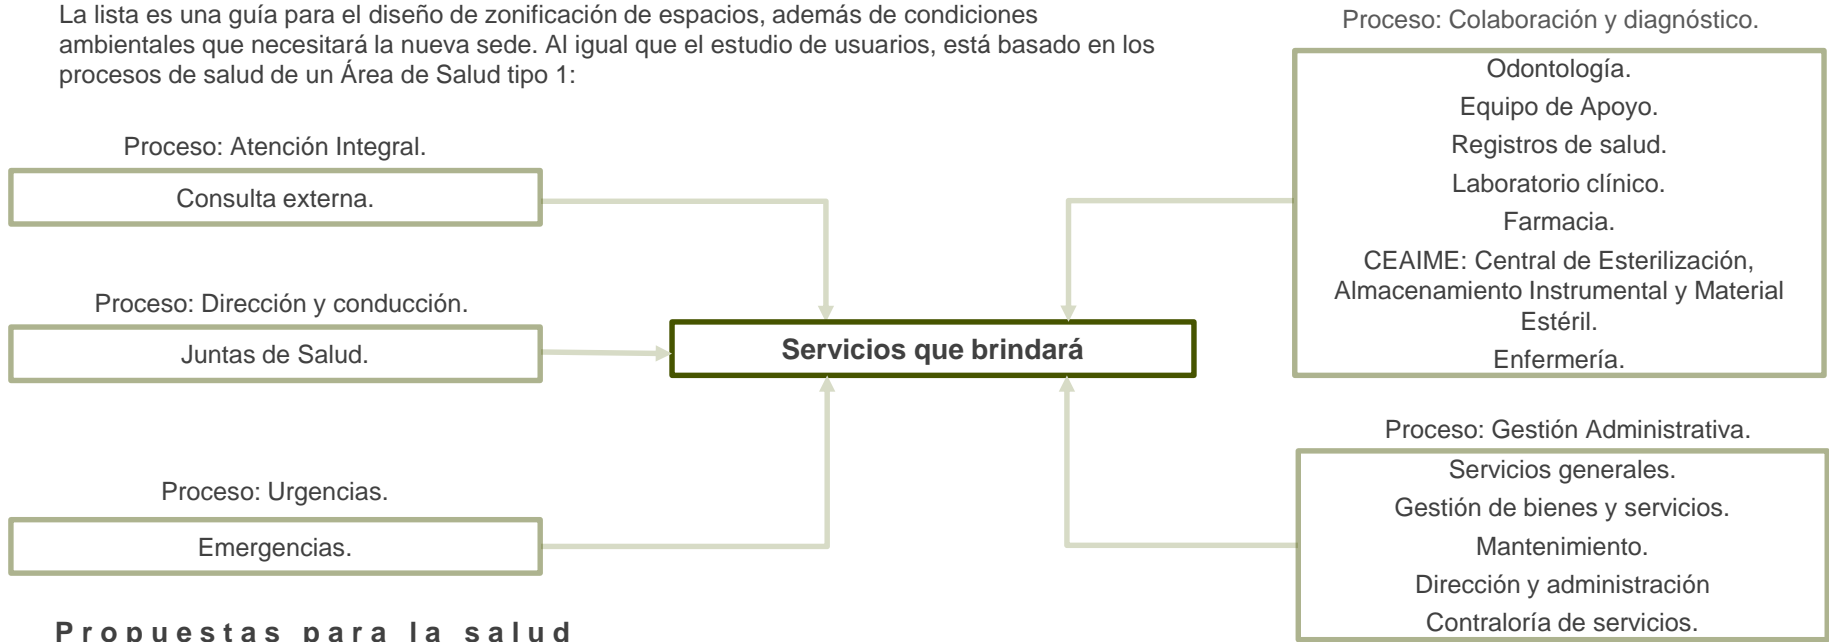 La lista es una guía para el diseño de zonificación de espacios, además de condiciones
ambientales que necesitará la nueva sede. Al igual que el estudio de usuarios, está basado en los
procesos de salud de un Área de Salud tipo 1:
Proceso: Atención Integral.
Consulta externa.
Proceso: Dirección y conducción.
Juntas de Salud.
Proceso: Urgencias.
Emergencias.
Servicios que brindará
Proceso: Colaboración y diagnóstico.
Odontología.
Equipo de Apoyo.
Registros de salud.
Laboratorio clínico.
Farmacia.
CEAIME: Central de Esterilización,
Almacenamiento Instrumental y Material
Estéril.
Enfermería.
Proceso: Gestión Administrativa.
Servicios generales.
Gestión de bienes y servicios.
Mantenimiento.
Dirección y administración
Contraloría de servicios.
Propuestas para la salud